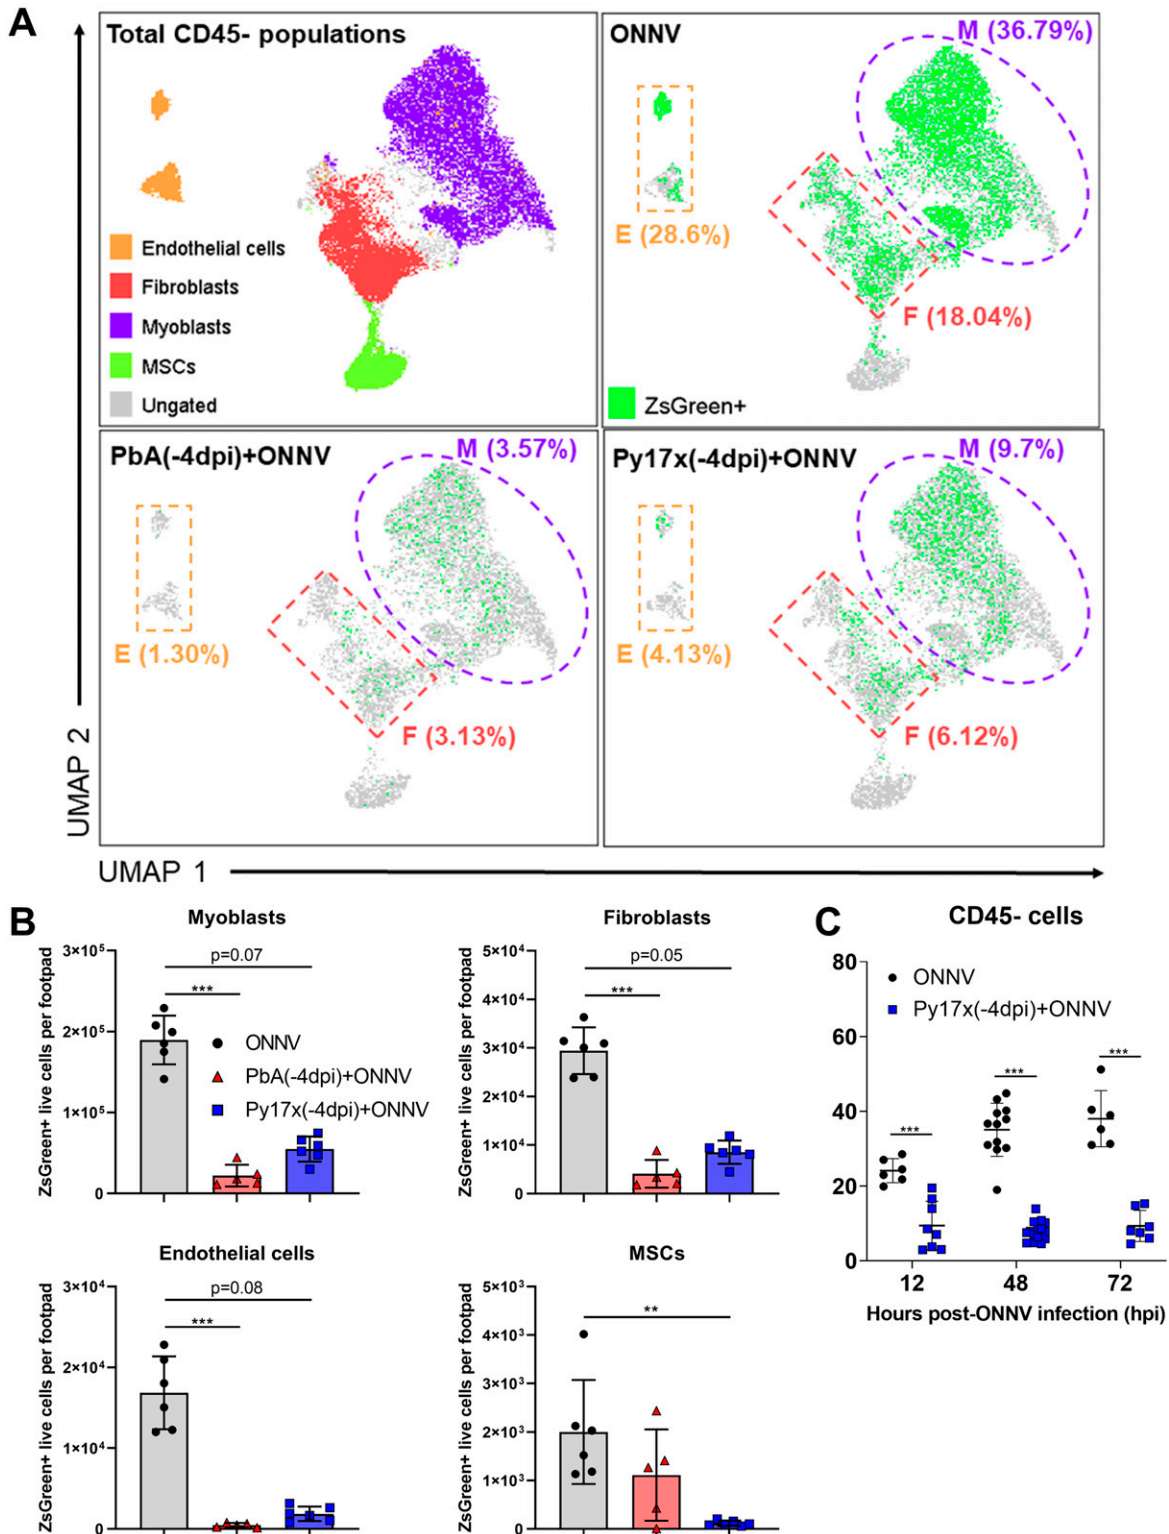 A
Total CD45- populations
Endothelial cells
Fibroblasts
Myoblasts
MSCs
Ungated
ONNV
M (36.79%)
E (28.6%)
F (18.04%)
ZsGreen+
PbA(-4dpi)+ONNV
M (3.57%)
E (1.30%)
F (3.13%)
Py17x(-4dpi)+ONNV
M (9.7%)
E (4.13%)
F (6.12%)
UMAP 2
UMAP 1
B
Myoblasts
ZsGreen+ live cells per footpad
3×10⁵
2×10⁵
1×10⁵
0
p=0.07
***
ONNV
PbA(-4dpi)+ONNV
Py17x(-4dpi)+ONNV
Fibroblasts
ZsGreen+ live cells per footpad
5×10⁴
4×10⁴
3×10⁴
2×10⁴
1×10⁴
0
p=0.05
***
C
CD45- cells
80
60
40
20
0
ONNV
Py17x(-4dpi)+ONNV
***
***
***
12 48 72
Hours post-ONNV infection (hpi)
Endothelial cells
ZsGreen+ live cells per footpad
3×10⁴
2×10⁴
1×10⁴
0
p=0.08
***
MSCs
ZsGreen+ live cells per footpad
5×10³
4×10³
3×10³
2×10³
1×10³
0
**